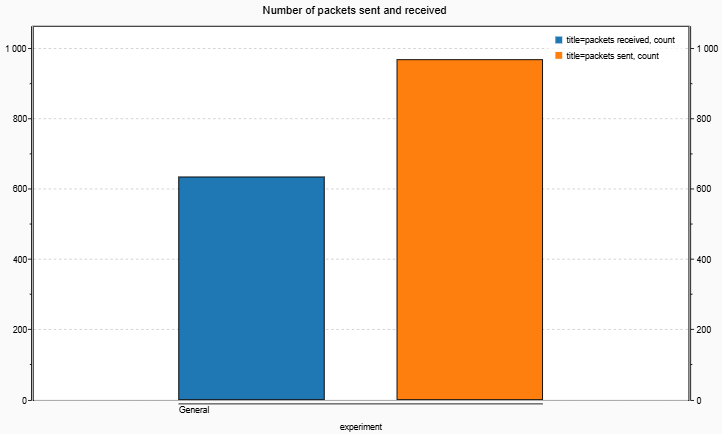 Number of packets sent and received
title=packets received, count
title=packets sent, count
1 000
800
600
400
200
0
1 000
800
600
400
200
0
General
experiment